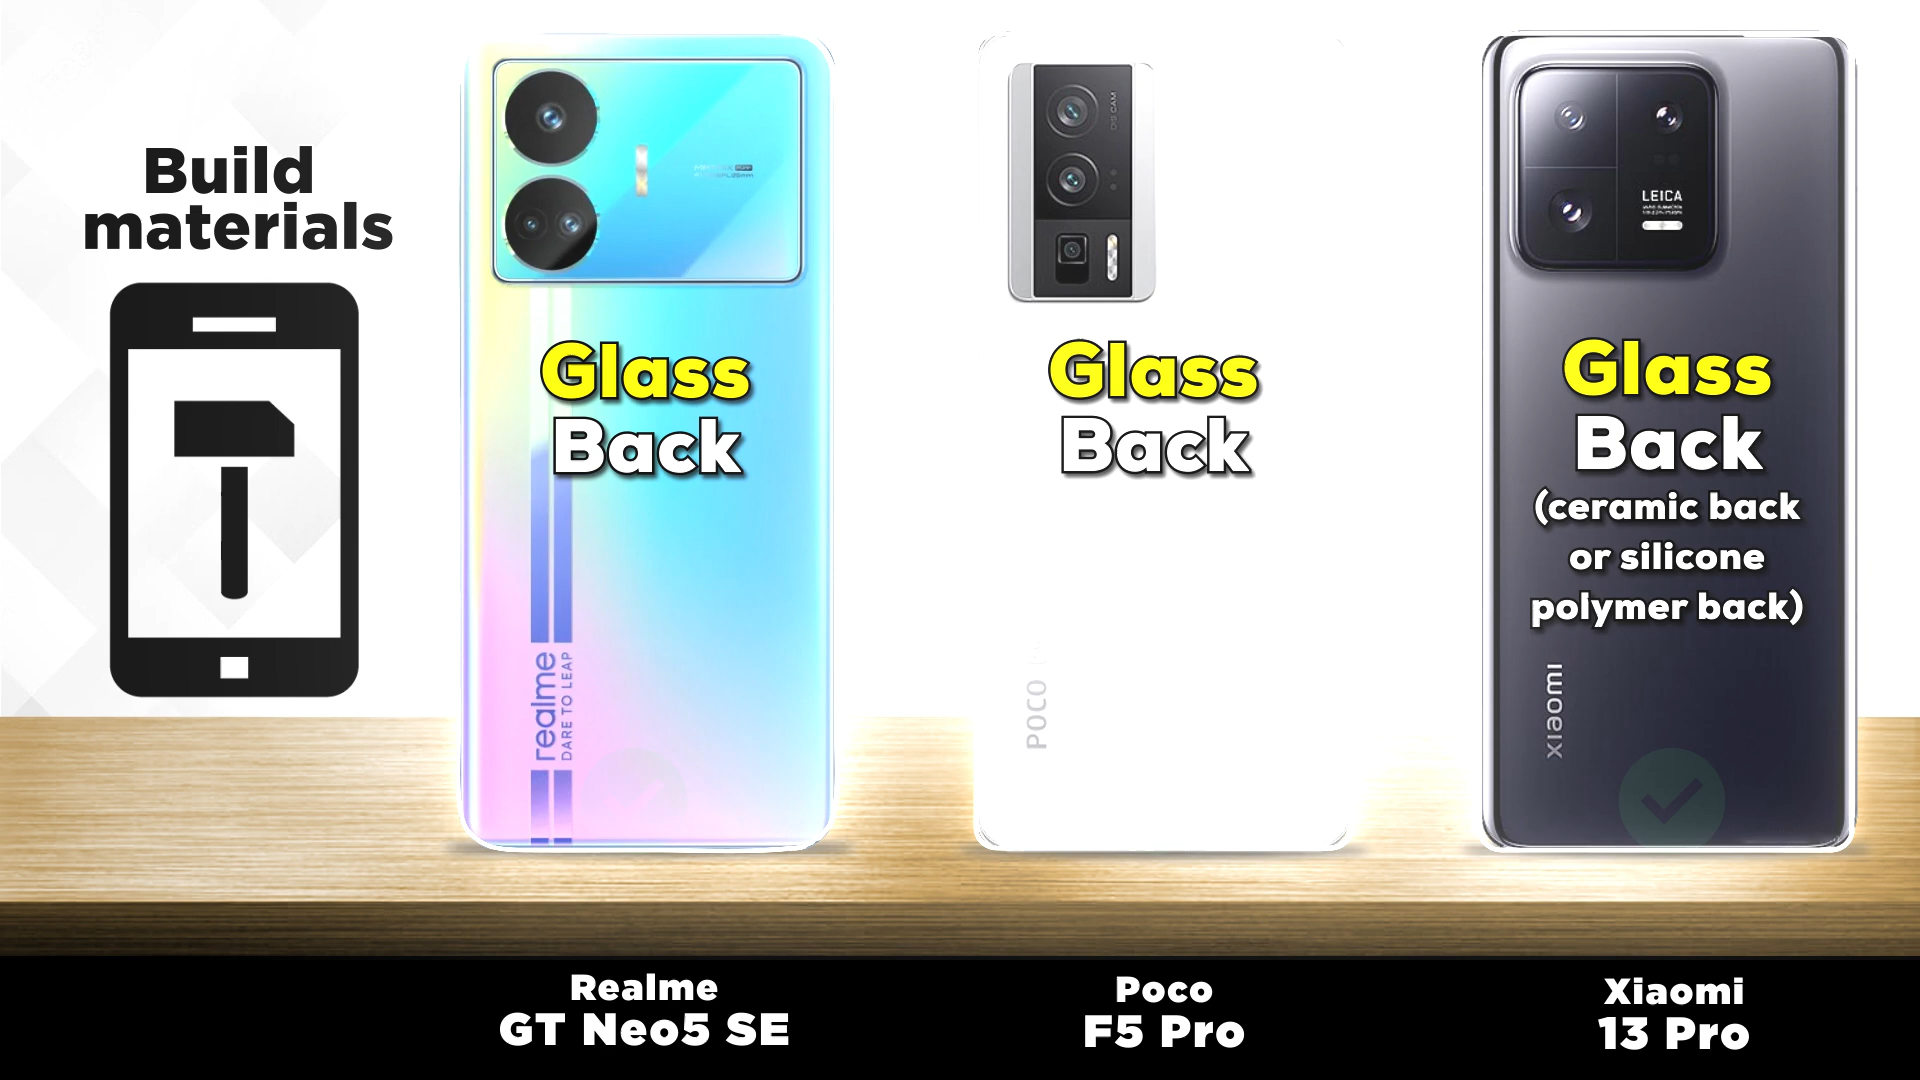 Build
materials
Glass
Back
realme
DARE TO LEAP
Realme
GT Neo5 SE
Glass
Back
POCO
Poco
F5 Pro
LEICA
Glass
Back
(ceramic back
or silicone
polymer back)
xiaomi
Xiaomi
13 Pro